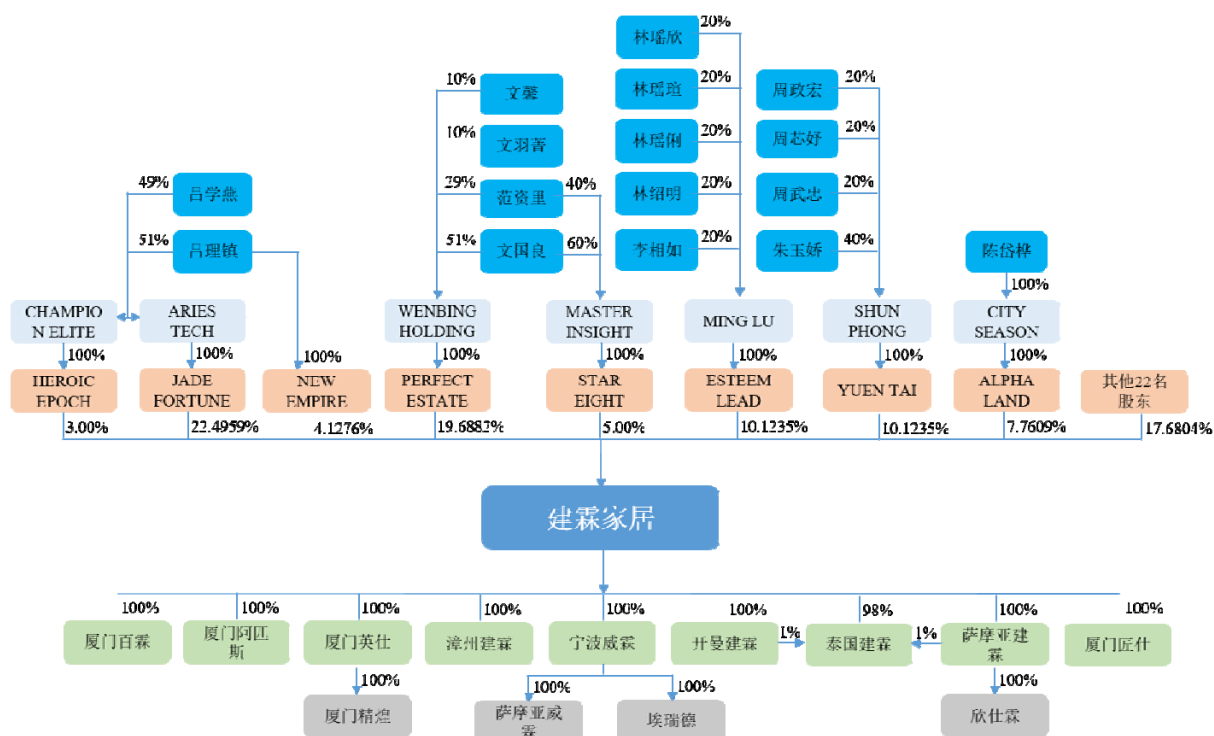 林瑶欣
20%
10%
文馨
林瑶瑄
20%
周政宏
20%
10%
文羽菁
林瑶俐
20%
周芯妤
20%
49%
吕学燕
29%
范资里
40%
林绍明
20%
周武忠
20%
51%
吕理镇
51%
文国良
60%
李相如
20%
朱玉娇
40%
陈岱桦
100%
CHAMPIO
N ELITE
ARIES
TECH
WENBING
HOLDING
MASTER
INSIGHT
MING LU
SHUN
PHONG
CITY
SEASON
100%
100%
100%
100%
100%
100%
100%
100%
HEROIC
EPOCH
JADE
FORTUNE
NEW
EMPIRE
PERFECT
ESTATE
STAR
EIGHT
ESTEEM
LEAD
YUEN TAI
ALPHA
LAND
其他22名
股东
3.00%
22.4959%
4.1276%
19.6882%
5.00%
10.1235%
10.1235%
7.7609%
17.6804%
建霖家居
100%
100%
100%
100%
100%
100%
98%
100%
100%
厦门百霖
厦门阿匹
斯
厦门英仕
漳州建霖
宁波威霖
开曼建霖
1%
泰国建霖
1%
萨摩亚建
霖
厦门匠仕
100%
100%
100%
100%
厦门精煌
萨摩亚威
霖
埃瑞德
欣仕霖